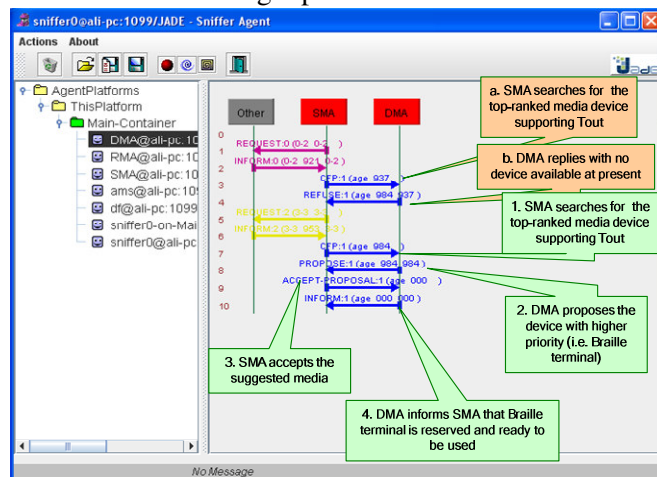 sniffer0@ali-pc:1099/JADE - Sniffer Agent
Actions About
Jade
AgentPlatforms
ThisPlatform
Main-Container
DMA@ali-pc:10
RMA@ali-pc:10
SMA@ali-pc:10
ams@ali-pc:10
df@ali-pc:1099
sniffer0-on-Mai
sniffer0@ali-pc
Other SMA DMA
0
1 REQUEST:0 (0-2 0-2 )
2 INFORM:0 (0-2 921 0-2 )
3 CFP:1 (age 937 )
4 REFUSE:1 (age 984 937 )
5 REQUEST:2 (3-3 3-3 )
6 INFORM:2 (3-3 953 3-3 )
7 CFP:1 (age 984 )
8 PROPOSE:1 (age 984 984 )
9 ACCEPT-PROPOSAL:1 (age 000 )
10 INFORM:1 (age 000 000 )
a. SMA searches for the
top-ranked media device
supporting Tout
b. DMA replies with no
device available at present
1. SMA searches for the
top-ranked media device
supporting Tout
2. DMA proposes the
device with higher
priority (i.e. Braille
terminal)
3. SMA accepts the
suggested media
4. DMA informs SMA that Braille
terminal is reserved and ready to
be used
No Message